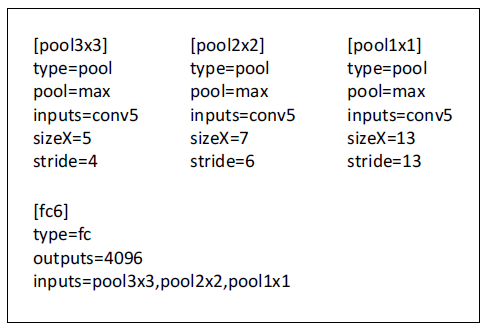 [pool3x3]
type=pool
pool=max
inputs=conv5
sizeX=5
stride=4
[pool2x2]
type=pool
pool=max
inputs=conv5
sizeX=7
stride=6
[pool1x1]
type=pool
pool=max
inputs=conv5
sizeX=13
stride=13
[fc6]
type=fc
outputs=4096
inputs=pool3x3,pool2x2,pool1x1